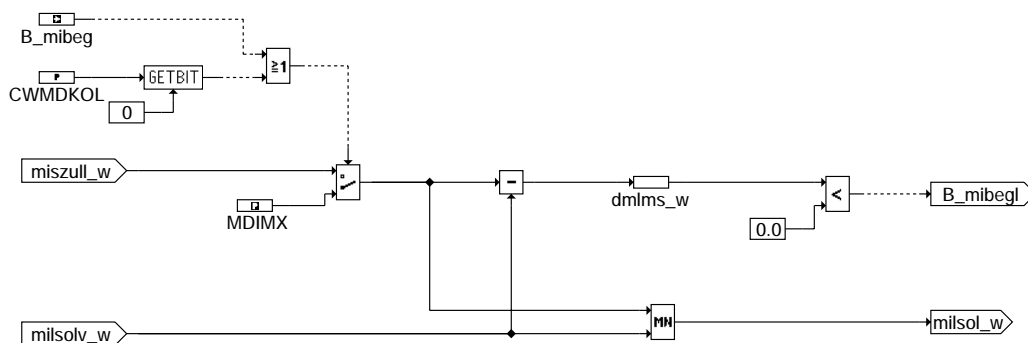 B_mibeg
≥1
P
GETBIT
CWMDKOL
0
miszull_w
P
MDIMX
−
dmlms_w
<
B_mibegl
0.0
milsolv_w
MN
milsol_w